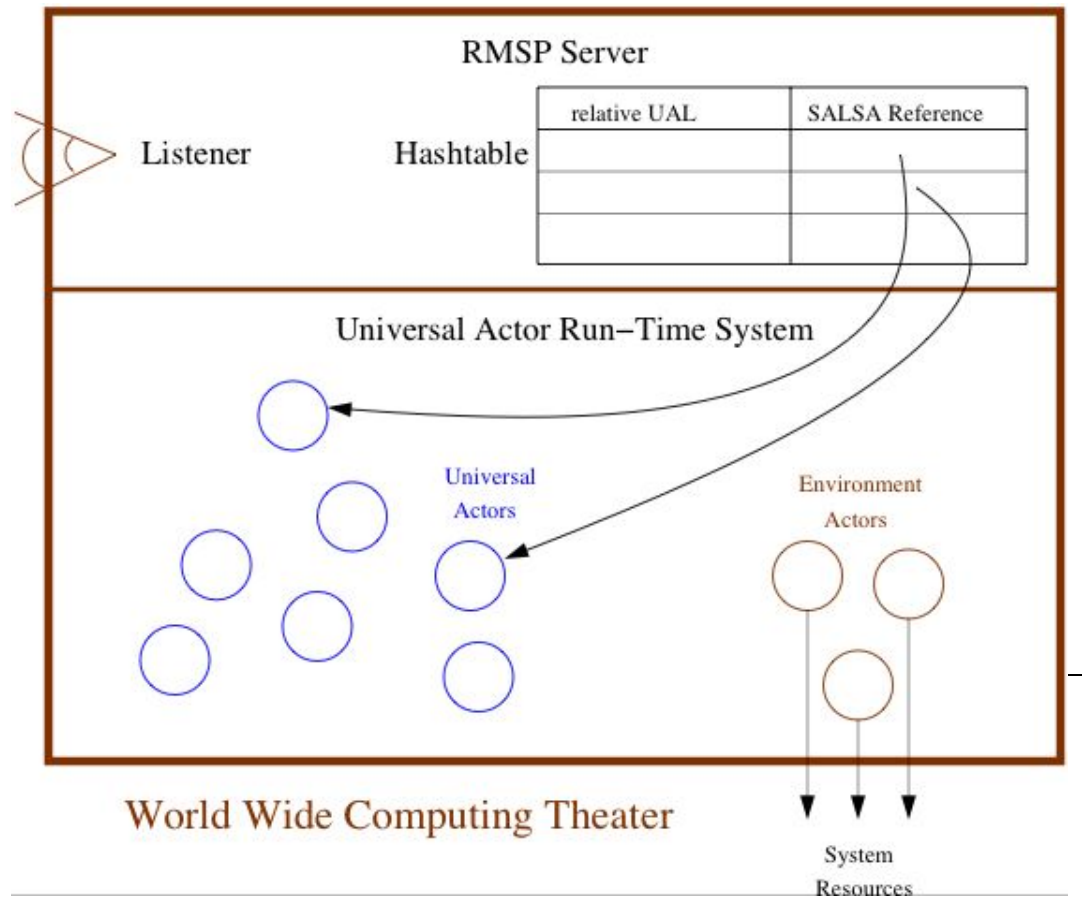 RMSP Server
relative UAL
SALSA Reference
Listener
Hashtable
Universal Actor Run−Time System
Universal
Actors
Environment
Actors
World Wide Computing Theater
System
Resources